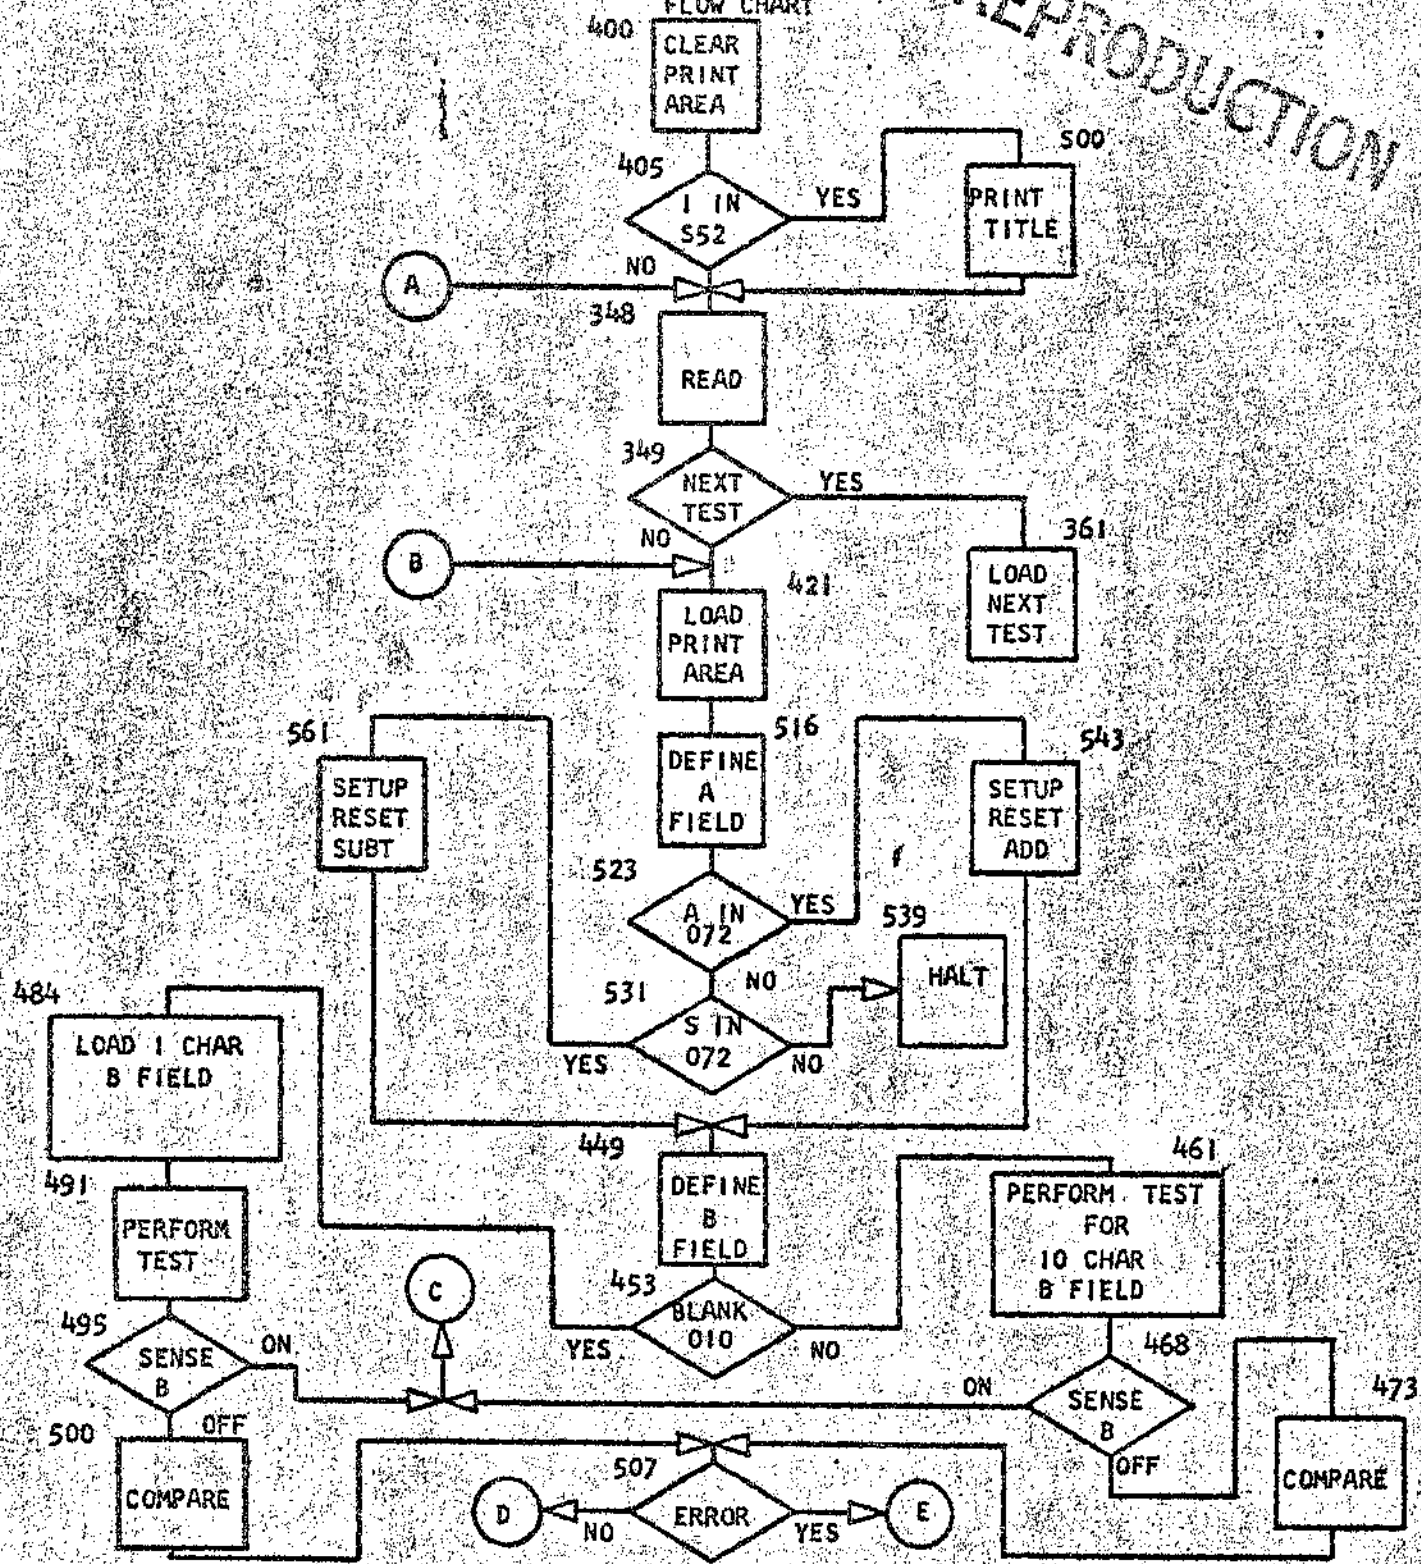 FLOW CHART
REPRODUCTION
400
CLEAR
PRINT
AREA
405
I IN
S52
YES
500
PRINT
TITLE
NO
A
348
READ
349
NEXT
TEST
YES
NO
B
361
LOAD
NEXT
TEST
421
LOAD
PRINT
AREA
561
SETUP
RESET
SUBT
516
DEFINE
A
FIELD
543
SETUP
RESET
ADD
523
A IN
072
YES
NO
539
HALT
531
S IN
072
YES
NO
484
LOAD 1 CHAR
B FIELD
449
DEFINE
B
FIELD
461
PERFORM TEST
FOR
10 CHAR
B FIELD
491
PERFORM
TEST
C
453
BLANK
010
YES
NO
495
SENSE
B
ON
OFF
468
SENSE
B
ON
OFF
473
COMPARE
500
COMPARE
507
ERROR
D
NO
YES
E